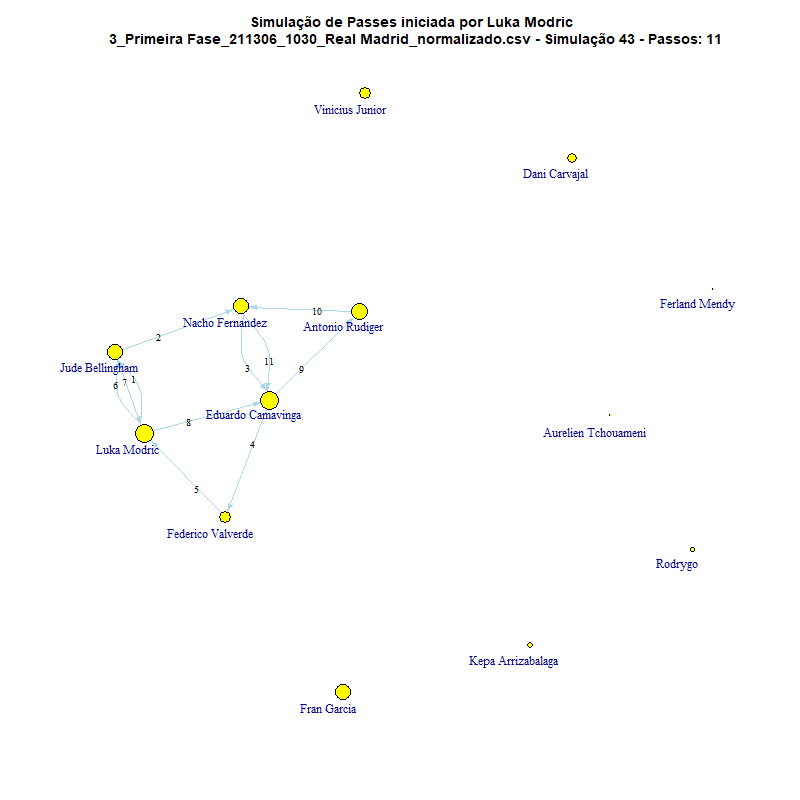 Simulação de Passes iniciada por Luka Modric
3_Primeira Fase_211306_1030_Real Madrid_normalizado.csv - Simulação 43 - Passos: 11
Vinicius Junior
Dani Carvajal
Ferland Mendy
10
Nacho Fernandez
Antonio Rudiger
2
11
3
9
Jude Bellingham
6
7
1
Eduardo Camavinga
8
Aurelien Tchouameni
Luka Modric
4
5
Federico Valverde
Rodrygo
Kepa Arrizabalaga
Fran Garcia